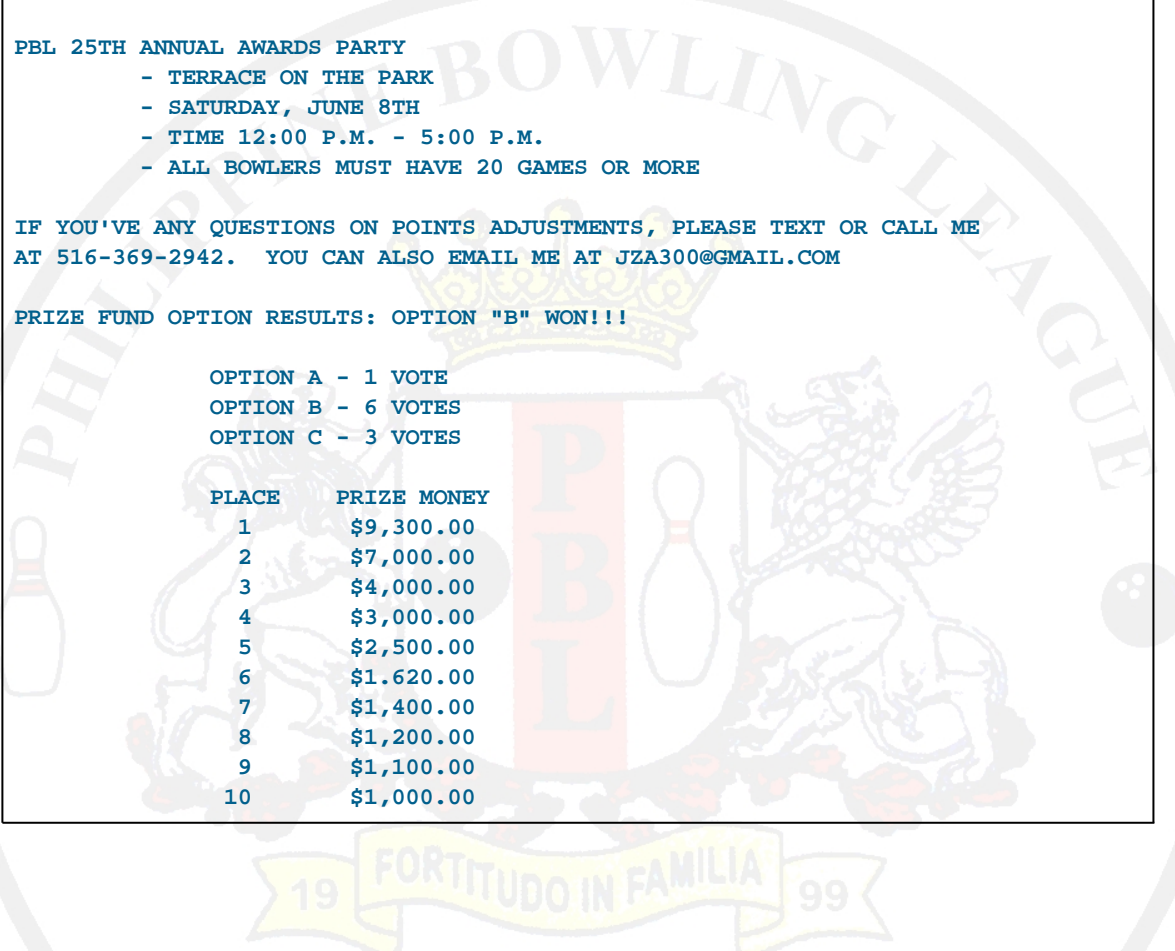 PBL 25TH ANNUAL AWARDS PARTY
- TERRACE ON THE PARK
- SATURDAY, JUNE 8TH
- TIME 12:00 P.M. - 5:00 P.M.
- ALL BOWLERS MUST HAVE 20 GAMES OR MORE
IF YOU'VE ANY QUESTIONS ON POINTS ADJUSTMENTS, PLEASE TEXT OR CALL ME
AT 516-369-2942.  YOU CAN ALSO EMAIL ME AT JZA300@GMAIL.COM
PRIZE FUND OPTION RESULTS: OPTION "B" WON!!!
OPTION A - 1 VOTE
OPTION B - 6 VOTES
OPTION C - 3 VOTES
PLACE    PRIZE MONEY
1    $9,300.00
2    $7,000.00
3    $4,000.00
4    $3,000.00
5    $2,500.00
6    $1.620.00
7    $1,400.00
8    $1,200.00
9    $1,100.00
10    $1,000.00
PHILIPPINE BOWLING LEAGUE
PBL
19 FORTITUDO IN FAMILIA 99